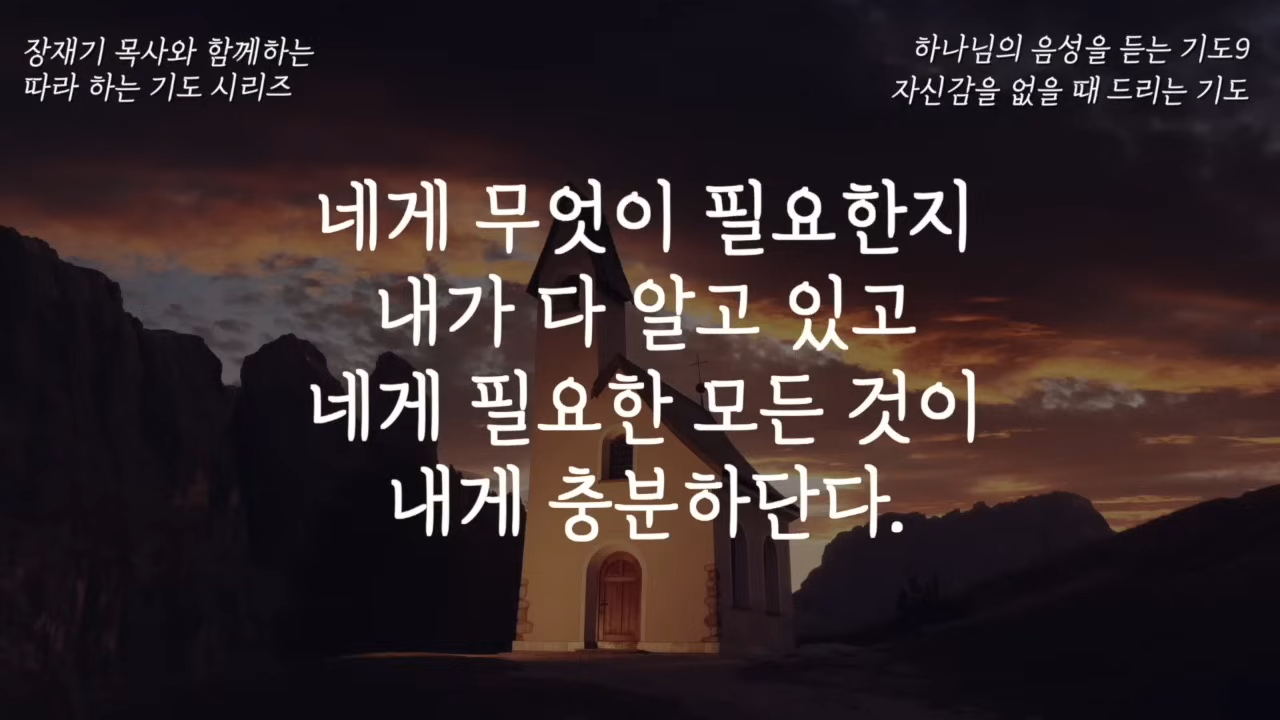 장재기 목사와 함께하는
따라 하는 기도 시리즈
하나님의 음성을 듣는 기도9
자신감을 없을 때 드리는 기도
네게 무엇이 필요한지
내가 다 알고 있고
네게 필요한 모든 것이
내게 충분하단다.